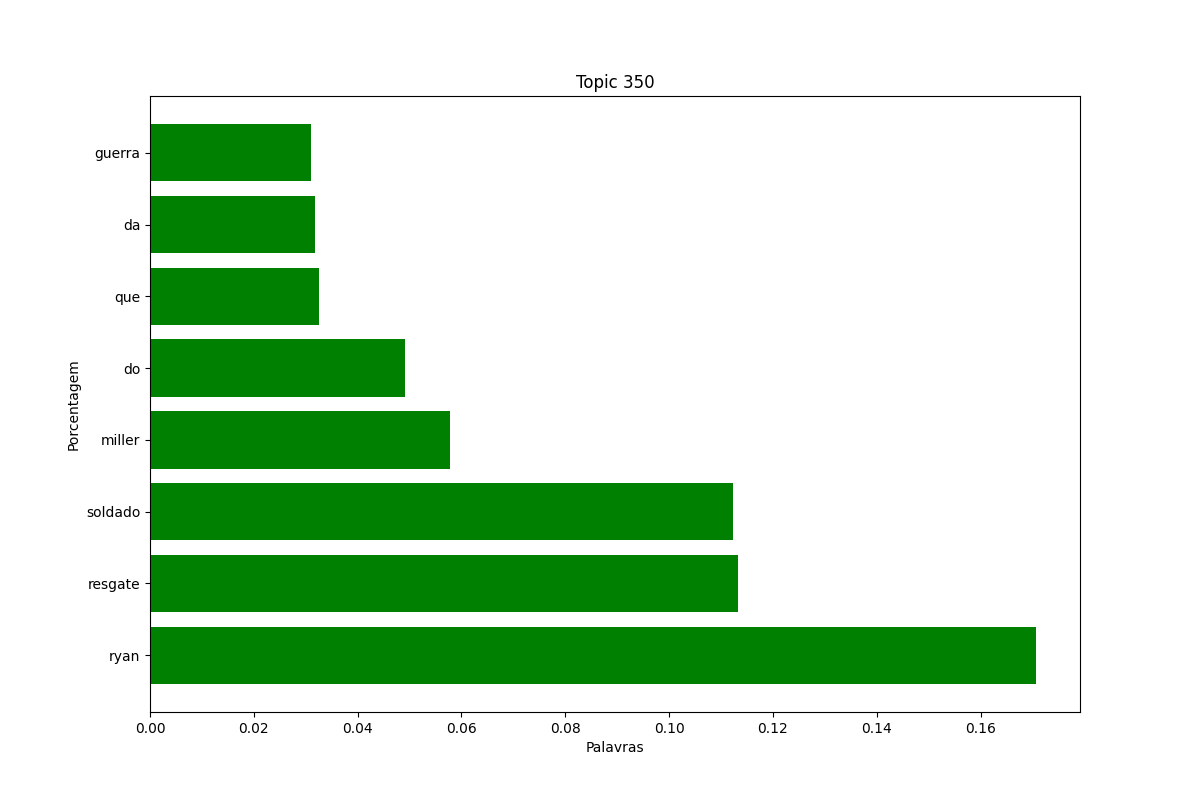 Topic 350
guerra
da
que
do
miller
soldado
resgate
ryan
Porcentagem
0.00 0.02 0.04 0.06 0.08 0.10 0.12 0.14 0.16
Palavras